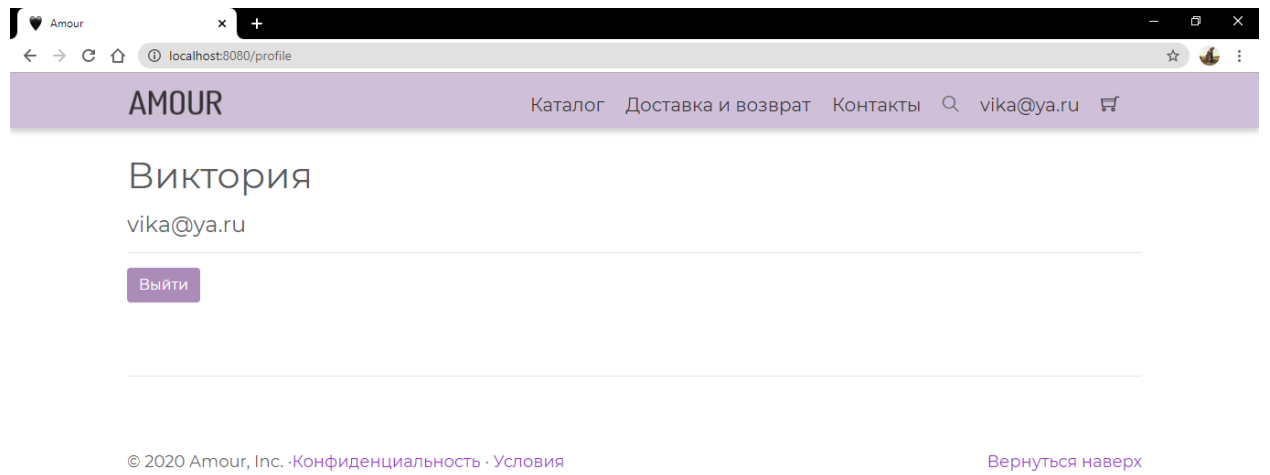 Amour
localhost:8080/profile
AMOUR Каталог Доставка и возврат Контакты vika@ya.ru
Виктория
vika@ya.ru
Выйти
© 2020 Amour, Inc. ·Конфиденциальность · Условия Вернуться наверх